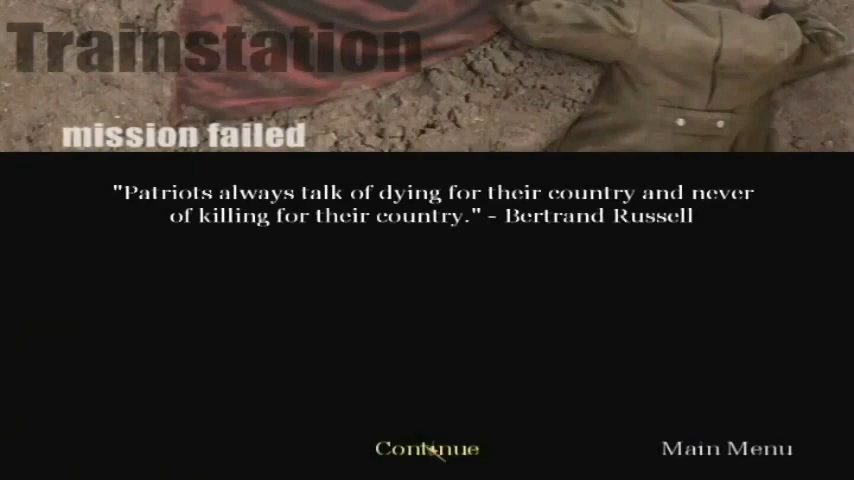 Trainstation
mission failed
"Patriots always talk of dying for their country and never
of killing for their country." - Bertrand Russell
Continue
Main Menu